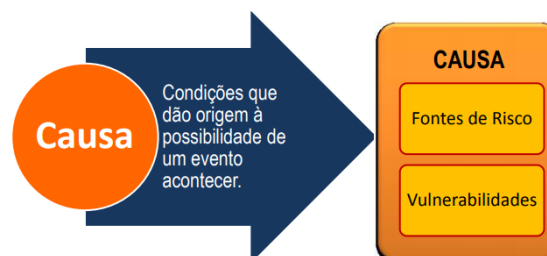 Causa
Condições que
dão origem à
possibilidade de
um evento
acontecer.
CAUSA
Fontes de Risco
Vulnerabilidades